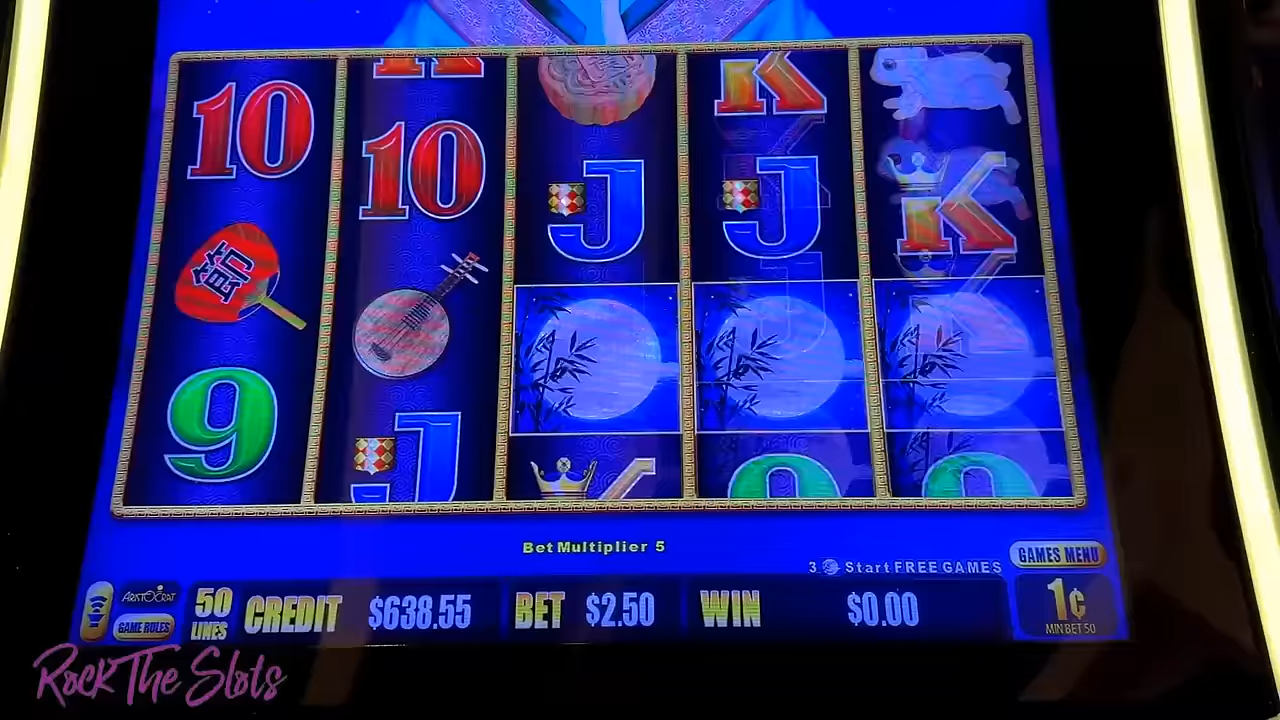 K K
10 10 J J K
9 J
Bet Multiplier 5
3 Start FREE GAMES
GAMES MENU
ARISTOCRAT
GAME RULES
50 LINES CREDIT $638.55 BET $2.50 WIN $0.00
1¢
MIN BET 50
Rock The Slots